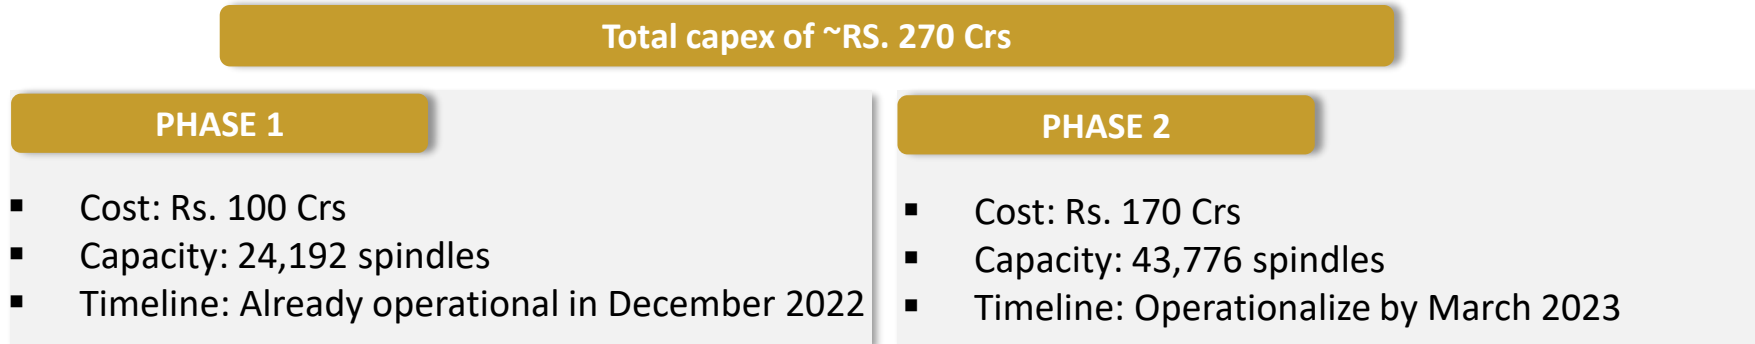 Total capex of ~RS. 270 Crs
PHASE 1
▪ Cost: Rs. 100 Crs
▪ Capacity: 24,192 spindles
▪ Timeline: Already operational in December 2022
PHASE 2
▪ Cost: Rs. 170 Crs
▪ Capacity: 43,776 spindles
▪ Timeline: Operationalize by March 2023